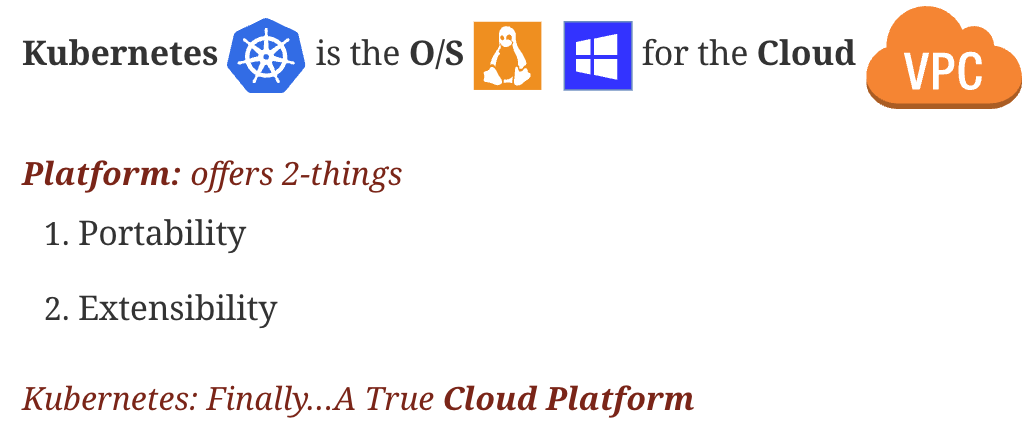 Kubernetes is the O/S for the Cloud VPC
Platform: offers 2-things
1. Portability
2. Extensibility
Kubernetes: Finally...A True Cloud Platform